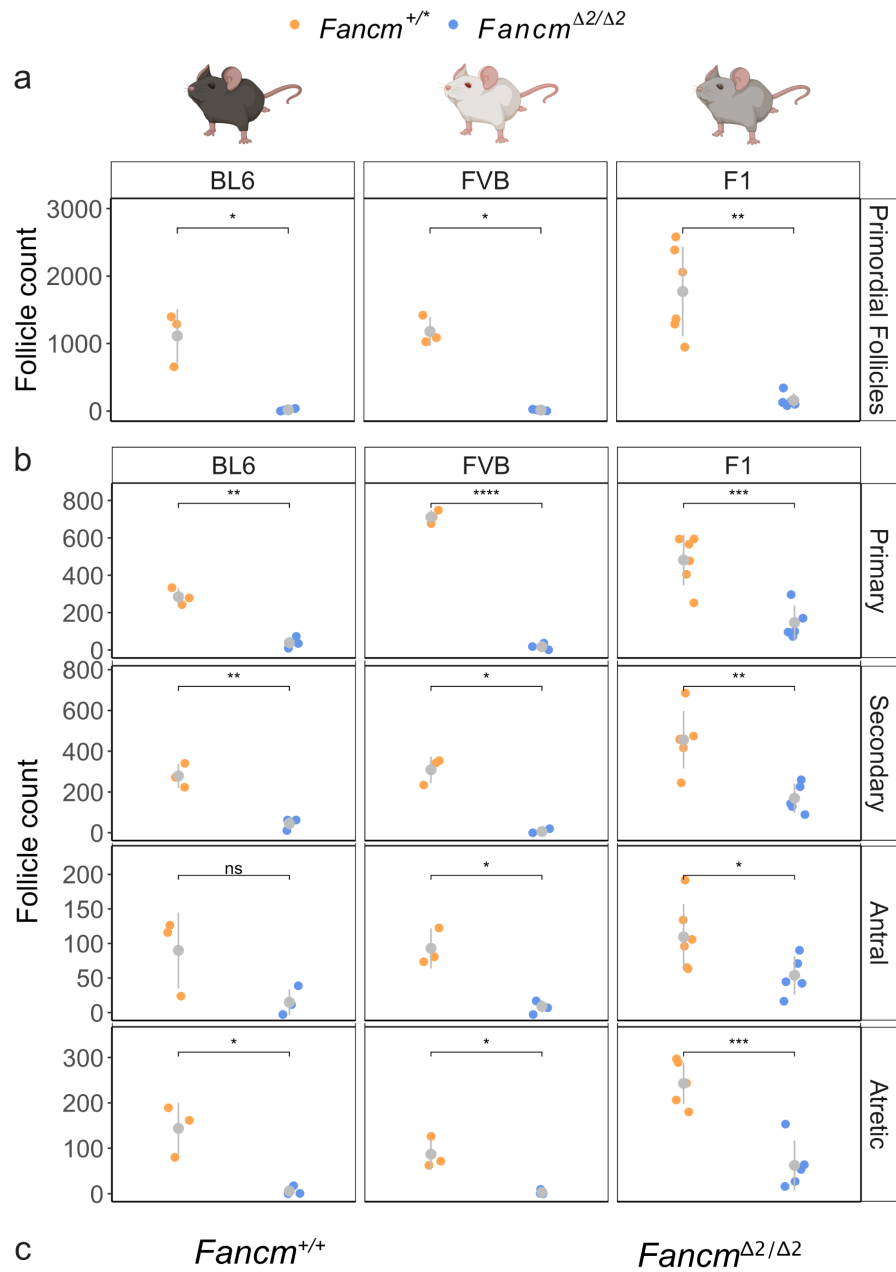 Fancm+/* Fancm∆2/∆2
a
BL6 FVB F1
Follicle count
3000
2000
1000
0
* * **
Primordial Follicles
b
BL6 FVB F1
800
600
400
200
0
** **** ***
Primary
800
600
400
200
0
** * **
Secondary
Follicle count
200
150
100
50
0
ns * *
Antral
300
200
100
0
* * ***
Atretic
c Fancm+/+ Fancm∆2/∆2